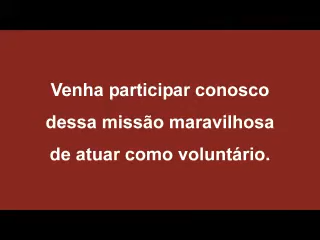 Venha participar conosco
dessa missão maravilhosa
de atuar como voluntário.